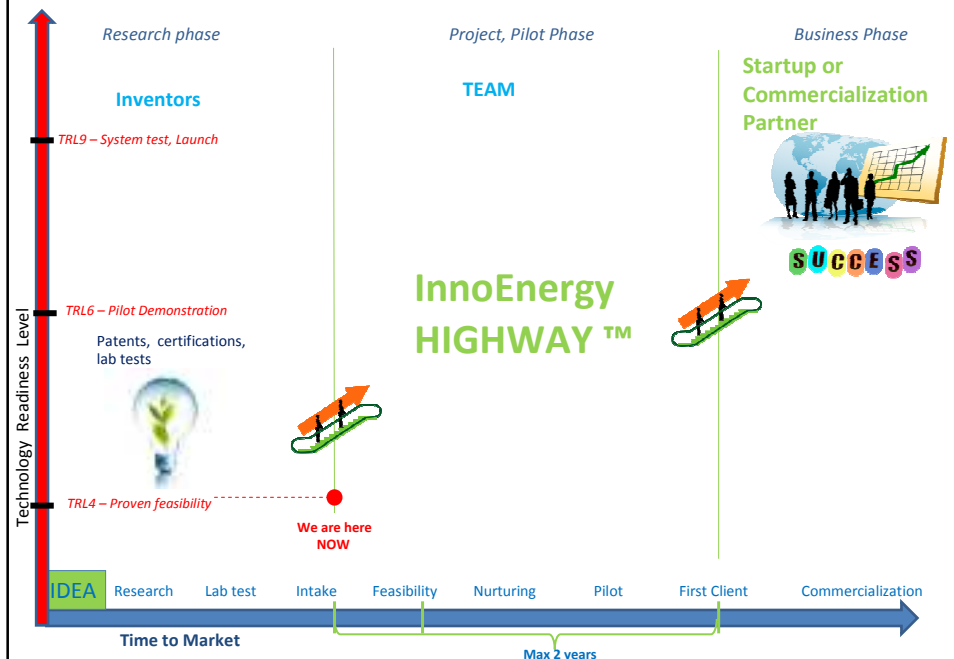 Research phase
Project, Pilot Phase
Business Phase
Inventors
TEAM
Startup or
Commercialization
Partner
TRL9 – System test, Launch
SUCCESS
InnoEnergy
HIGHWAY ™
TRL6 – Pilot Demonstration
Patents, certifications,
lab tests
Technology Readiness Level
TRL4 – Proven feasibility
We are here
NOW
IDEA
Research
Lab test
Intake
Feasibility
Nurturing
Pilot
First Client
Commercialization
Time to Market
Max 2 years